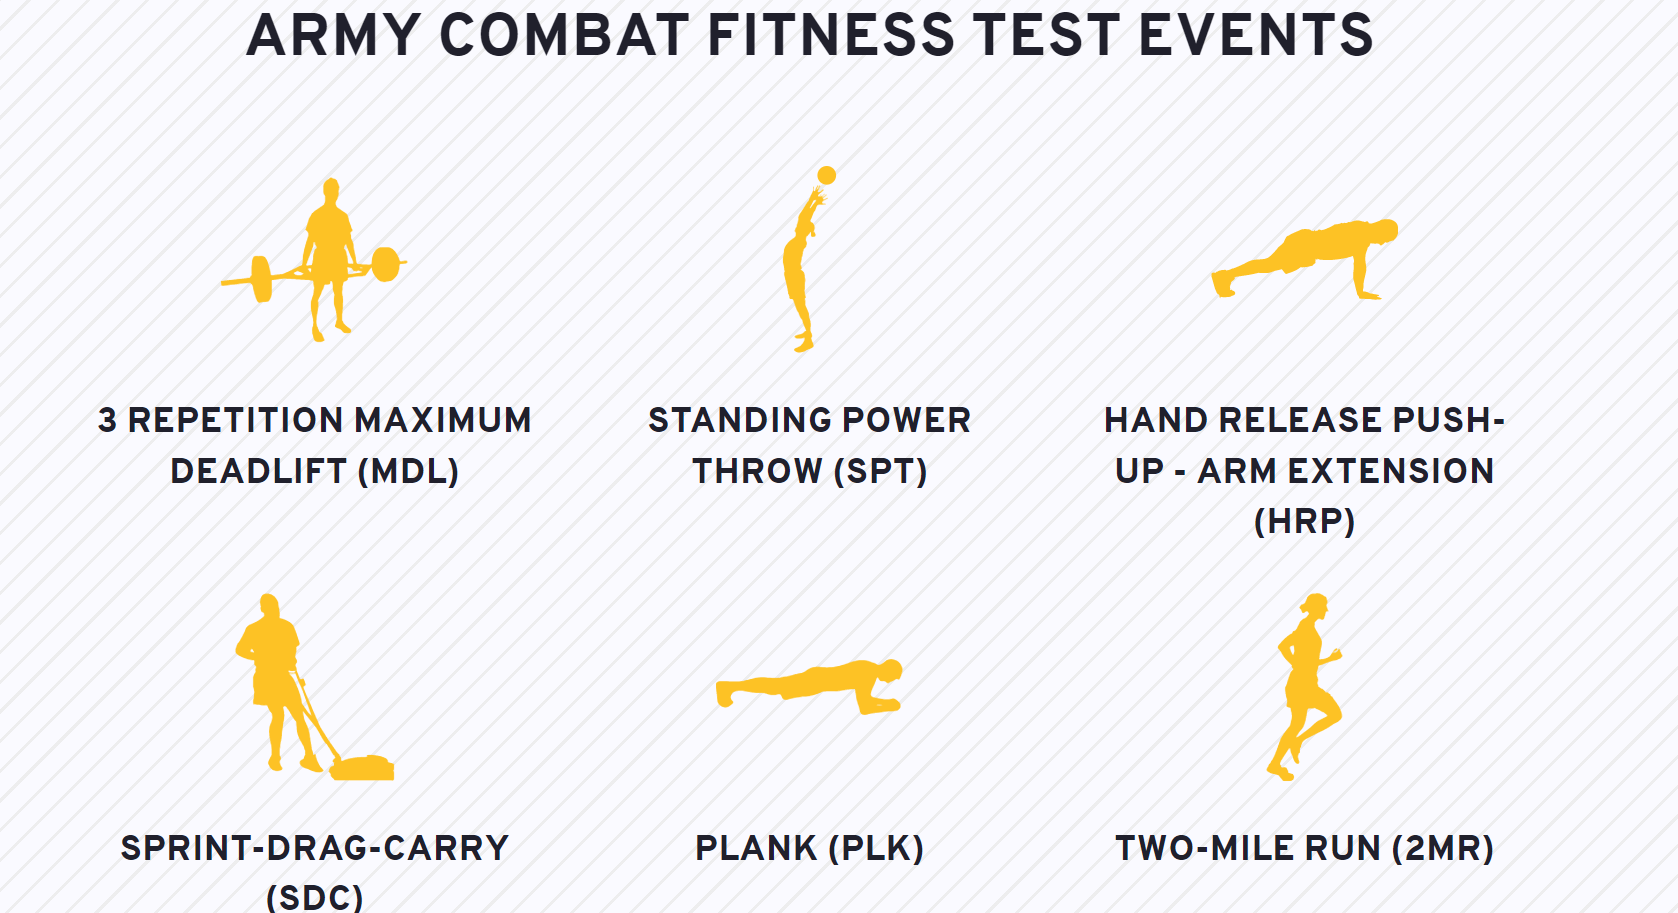 ARMY COMBAT FITNESS TEST EVENTS
3 REPETITION MAXIMUM
DEADLIFT (MDL)
STANDING POWER
THROW (SPT)
HAND RELEASE PUSH-
UP - ARM EXTENSION
(HRP)
SPRINT-DRAG-CARRY
(SDC)
PLANK (PLK)
TWO-MILE RUN (2MR)